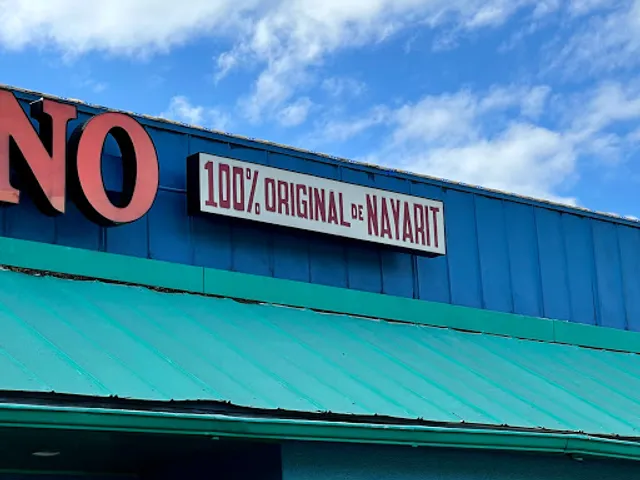 NO
100% ORIGINAL DE NAYARIT